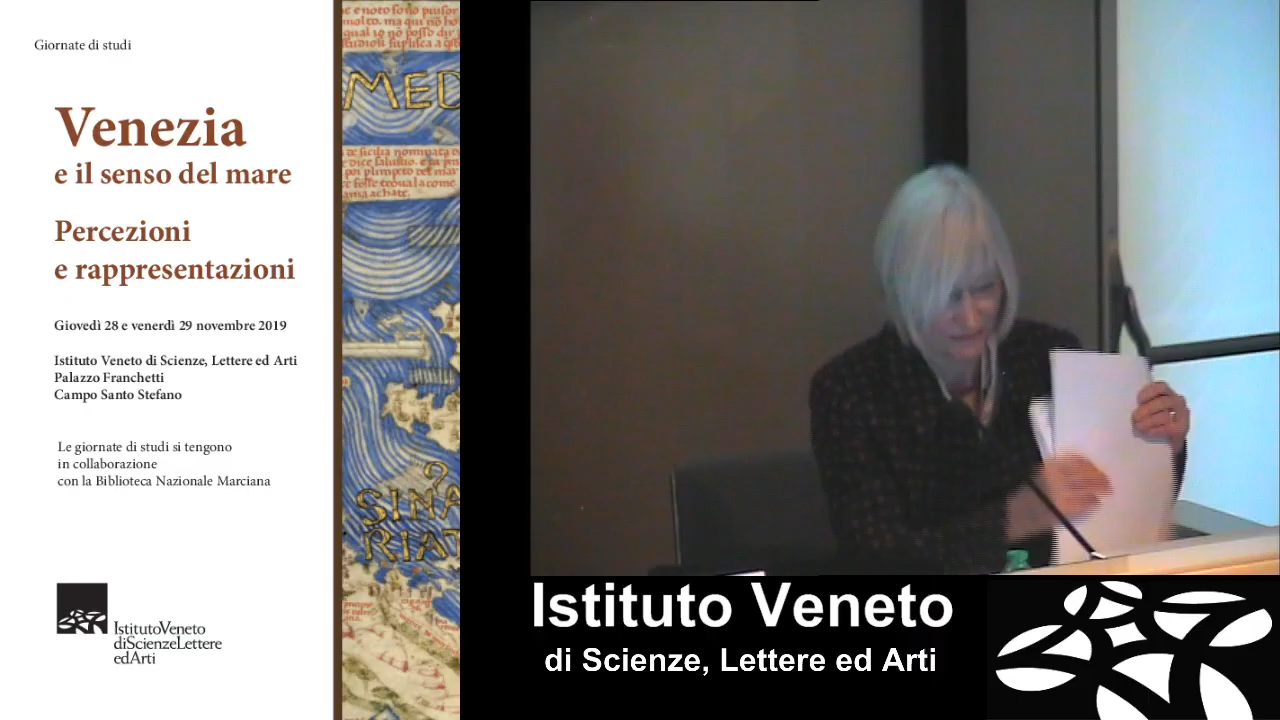 Giornate di studi
Venezia
e il senso del mare
Percezioni
e rappresentazioni
Giovedì 28 e venerdì 29 novembre 2019
Istituto Veneto di Scienze, Lettere ed Arti
Palazzo Franchetti
Campo Santo Stefano
Le giornate di studi si tengono
in collaborazione
con la Biblioteca Nazionale Marciana
IstitutoVeneto
diScienzeLettere
edArti
MED
SINA
RIA
Istituto Veneto
di Scienze, Lettere ed Arti